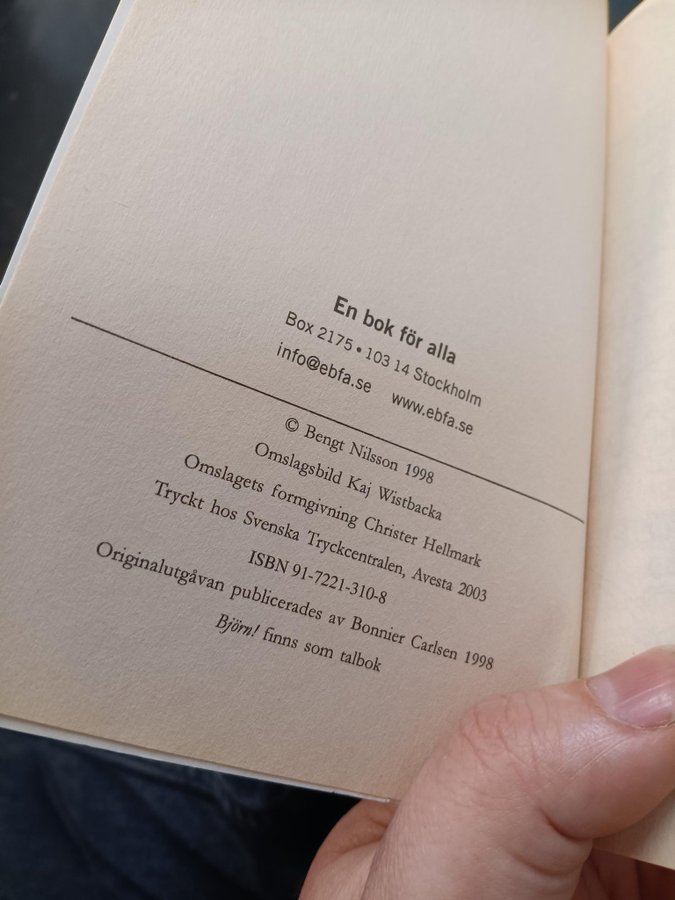 En bok för alla
Box 2175 • 103 14 Stockholm
info@ebfa.se www.ebfa.se
© Bengt Nilsson 1998
Omslagsbild Kaj Wistbacka
Omslagets formgivning Christer Hellmark
Tryckt hos Svenska Tryckcentralen, Avesta 2003
ISBN 91-7221-310-8
Originalutgåvan publicerades av Bonnier Carlsen 1998
Björn! finns som talbok